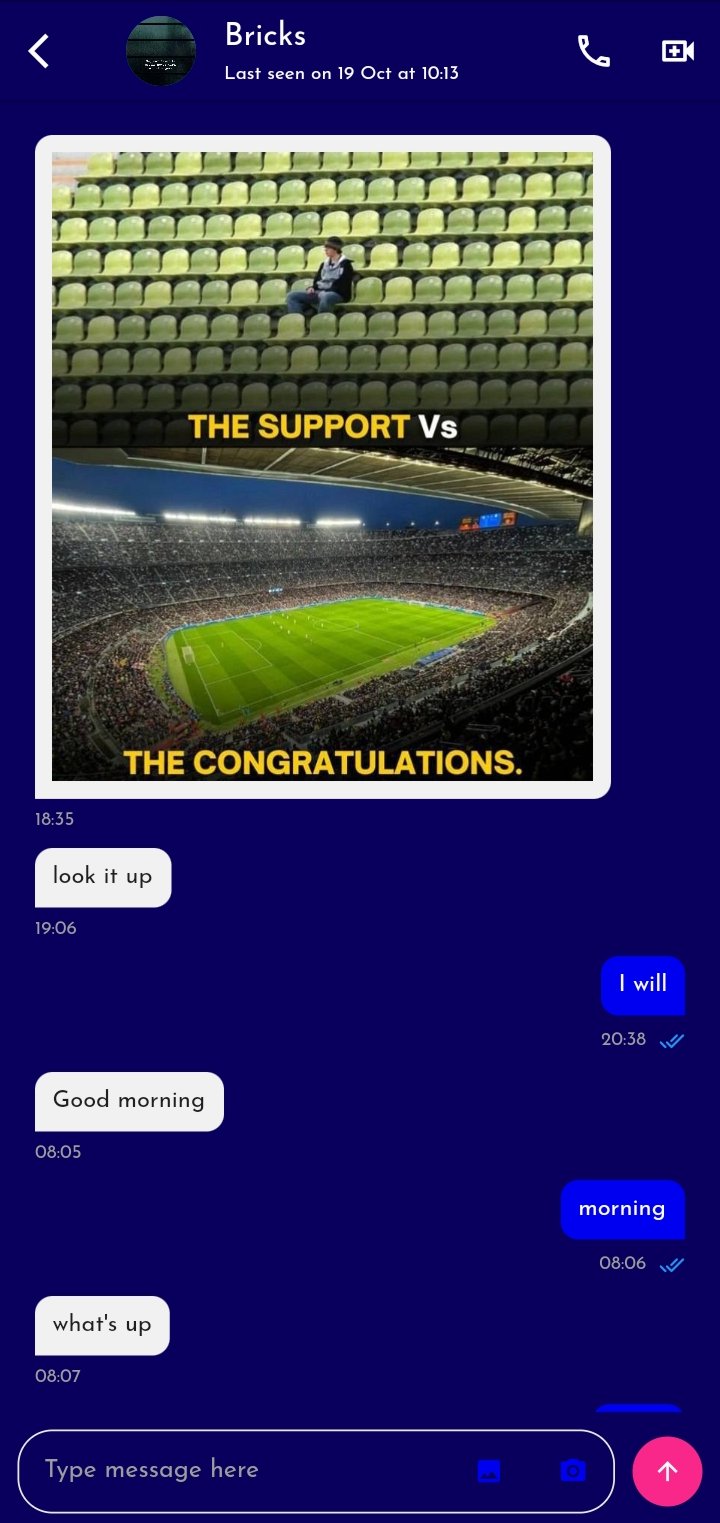 Bricks
Last seen on 19 Oct at 10:13
THE SUPPORT Vs
THE CONGRATULATIONS.
18:35
look it up
19:06
I will
20:38
Good morning
08:05
morning
08:06
what's up
08:07
Type message here